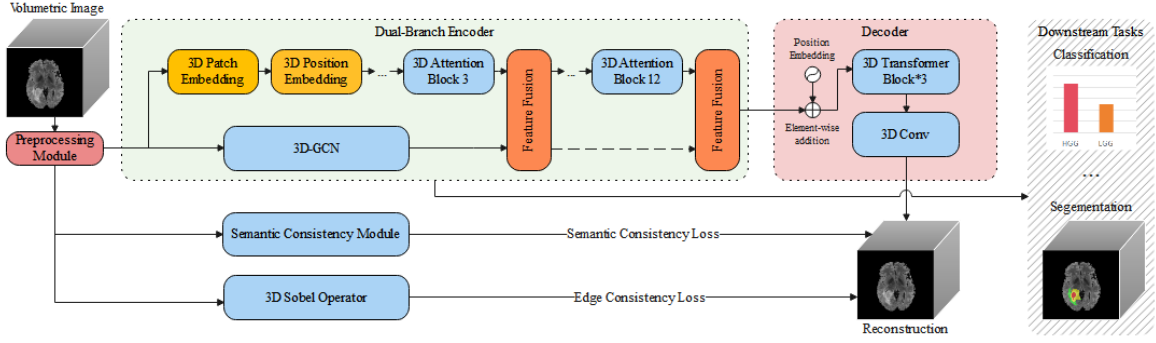 Volumetric Image
Preprocessing
Module
Dual-Branch Encoder
3D Patch
Embedding
3D Position
Embedding
...
3D Attention
Block 3
Feature Fusion
...
3D Attention
Block 12
Feature Fusion
3D-GCN
Decoder
Position
Embedding
Element-wise
addition
3D Transformer
Block*3
3D Conv
Semantic Consistency Module
Semantic Consistency Loss
3D Sobel Operator
Edge Consistency Loss
Reconstruction
Downstream Tasks
Classification
HGG
LGG
...
Segementation